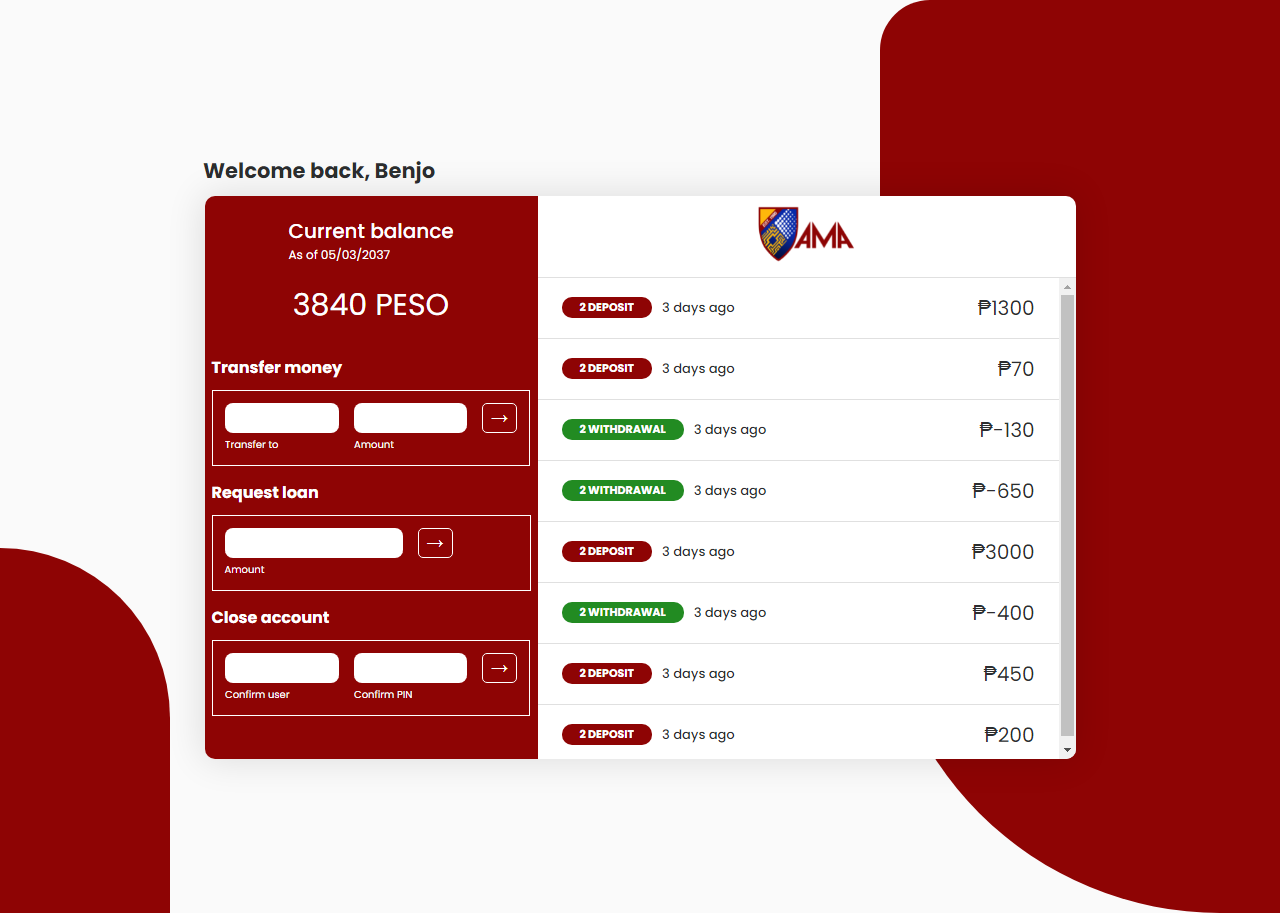 Welcome back, Benjo
Current balance
As of 05/03/2037
3840 PESO
Transfer money
Transfer to
Amount
→
Request loan
Amount
→
Close account
Confirm user
Confirm PIN
→
AMA
2 DEPOSIT 3 days ago ₱1300
2 DEPOSIT 3 days ago ₱70
2 WITHDRAWAL 3 days ago ₱-130
2 WITHDRAWAL 3 days ago ₱-650
2 DEPOSIT 3 days ago ₱3000
2 WITHDRAWAL 3 days ago ₱-400
2 DEPOSIT 3 days ago ₱450
2 DEPOSIT 3 days ago ₱200